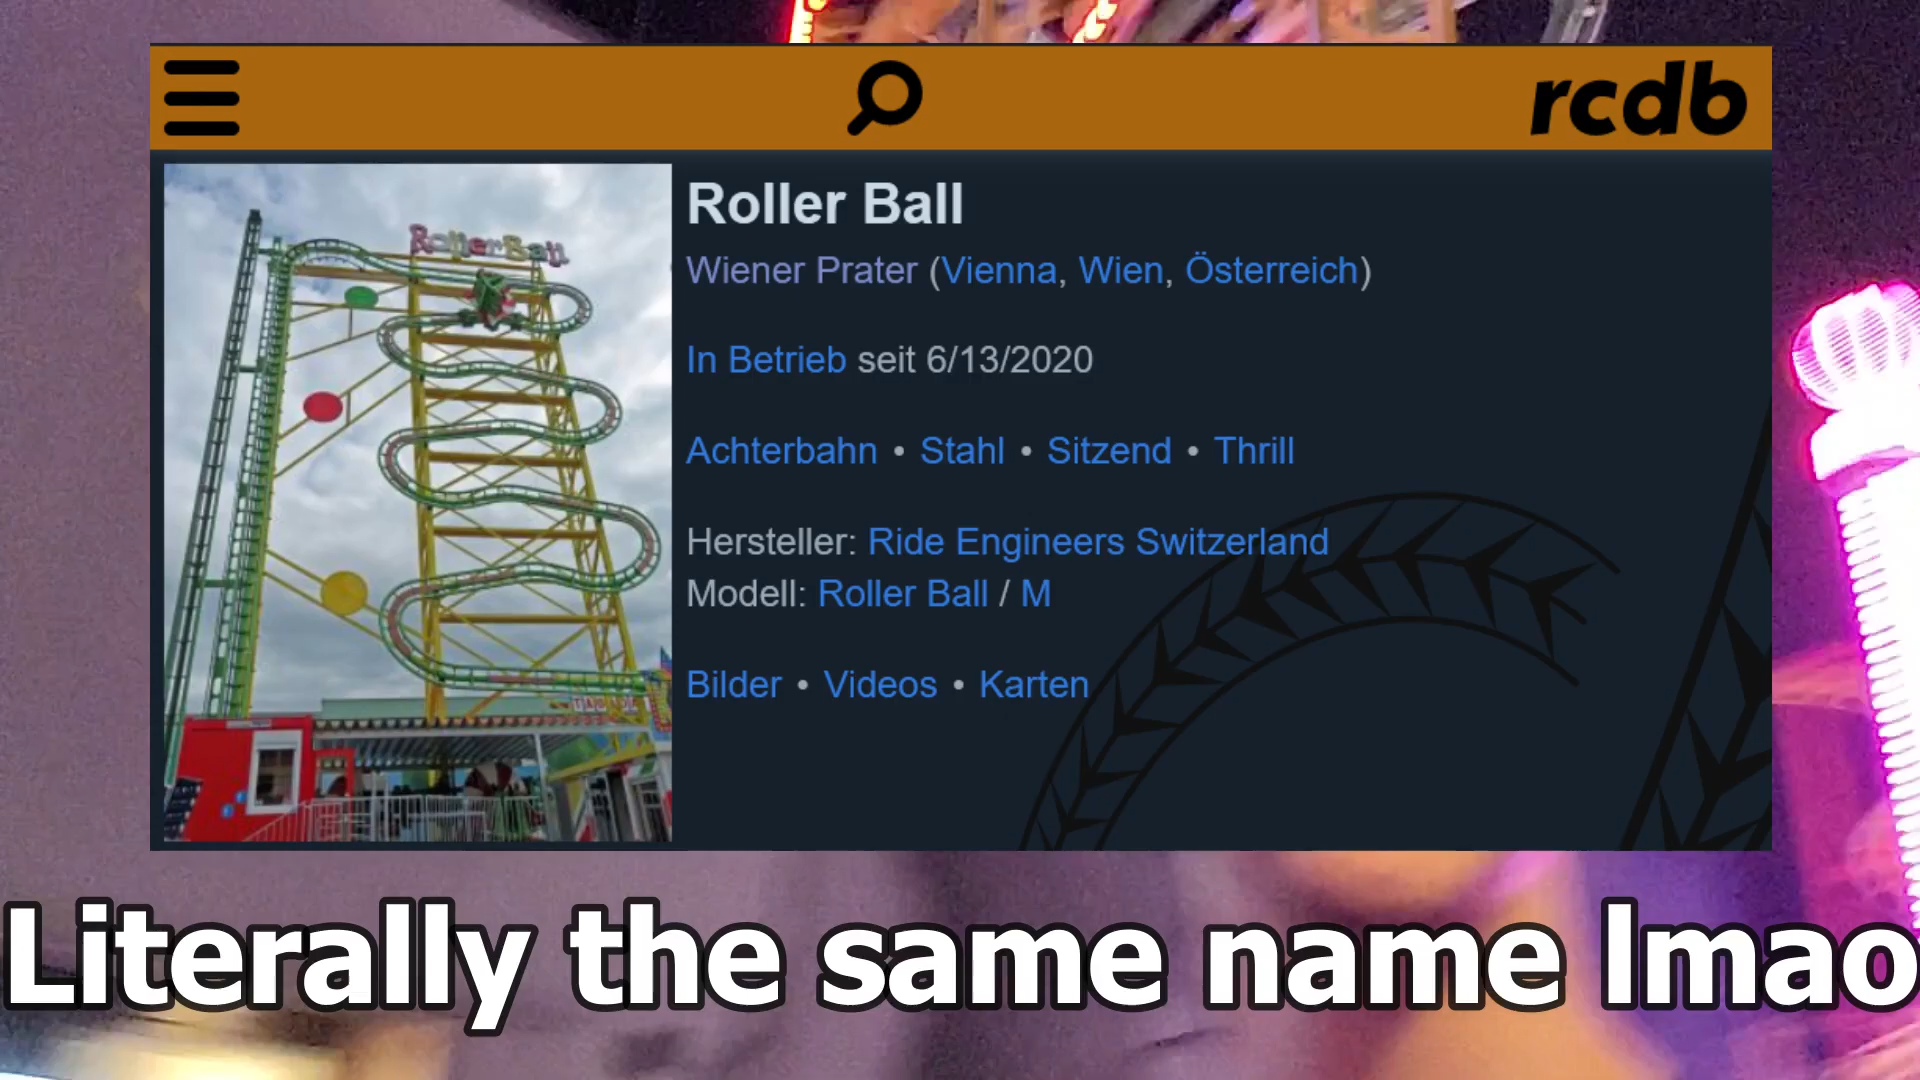 rcdb
RollerBall
Roller Ball
Wiener Prater (Vienna, Wien, Österreich)
In Betrieb seit 6/13/2020
Achterbahn • Stahl • Sitzend • Thrill
Hersteller: Ride Engineers Switzerland
Modell: Roller Ball / M
Bilder • Videos • Karten
Literally the same name lmao